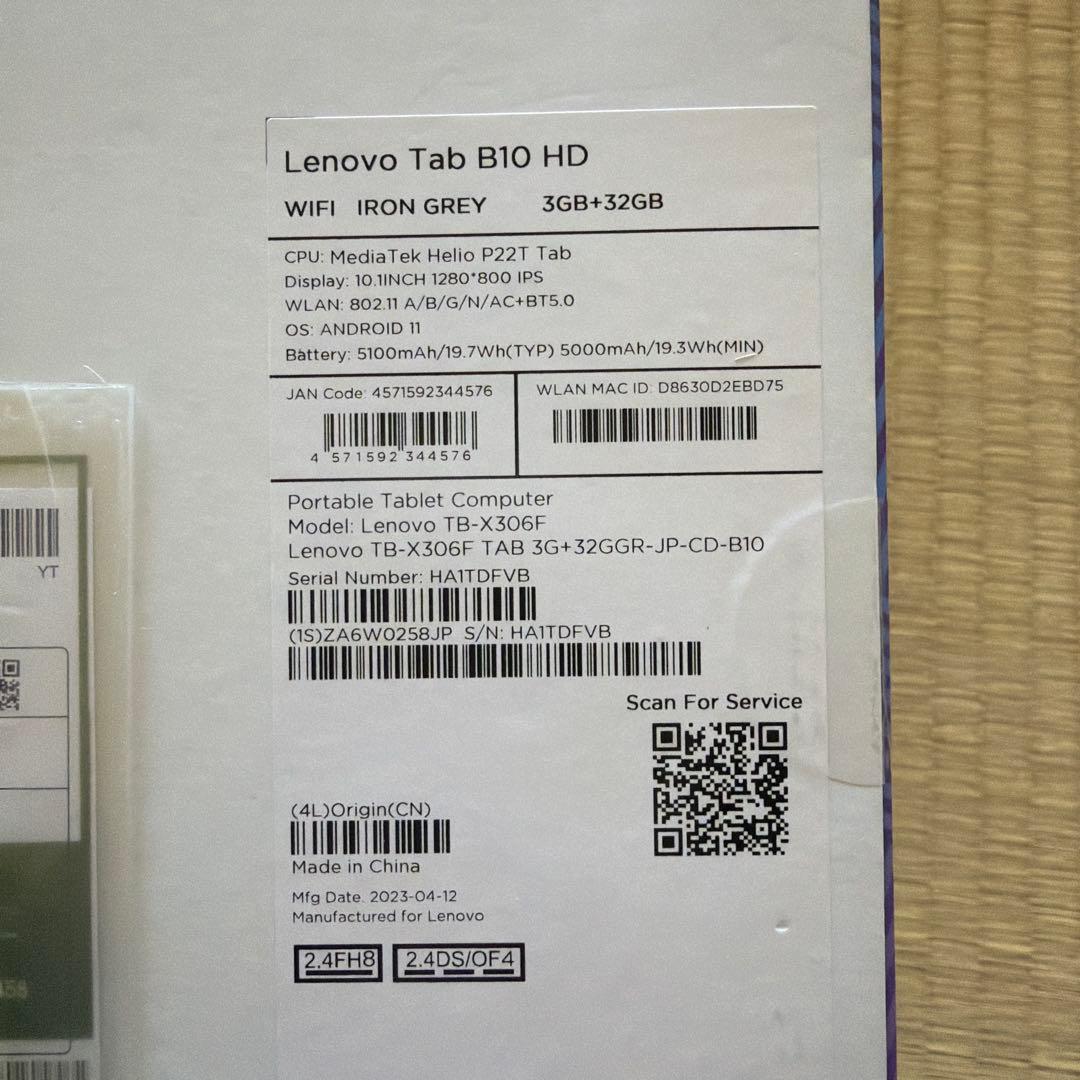 Lenovo Tab B10 HD
WIFI IRON GREY 3GB+32GB
CPU: MediaTek Helio P22T Tab
Display: 10.1INCH 1280*800 IPS
WLAN: 802.11 A/B/G/N/AC+BT5.0
OS: ANDROID 11
Battery: 5100mAh/19.7Wh(TYP) 5000mAh/19.3Wh(MIN)
JAN Code: 4571592344576
4 571592 344576
WLAN MAC ID: D8630D2EBD75
Portable Tablet Computer
Model: Lenovo TB-X306F
Lenovo TB-X306F TAB 3G+32GGR-JP-CD-B10
Serial Number: HA1TDFVB
(1S)ZA6W0258JP S/N: HA1TDFVB
Scan For Service
(4L)Origin(CN)
Made in China
Mfg Date. 2023-04-12
Manufactured for Lenovo
2.4FH8 2.4DS/OF4
YT